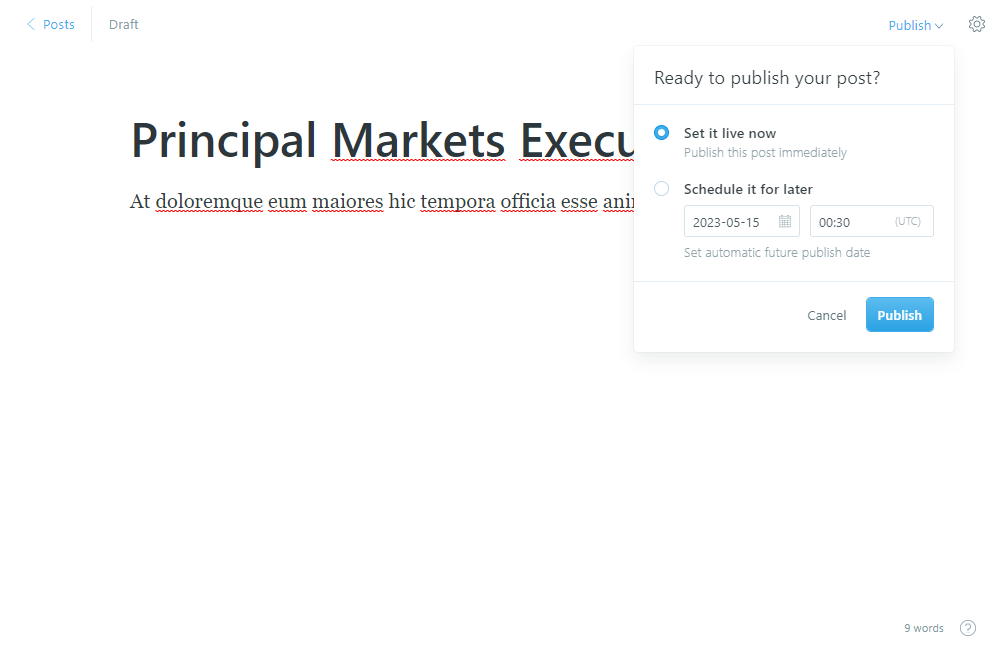 Posts
Draft
Publish
Ready to publish your post?
Principal Markets Execu
Set it live now
Publish this post immediately
Schedule it for later
At doloremque eum maiores hic tempora officia esse
2023-05-15
00:30 (UTC)
Set automatic future publish date
Cancel
Publish
9 words
?